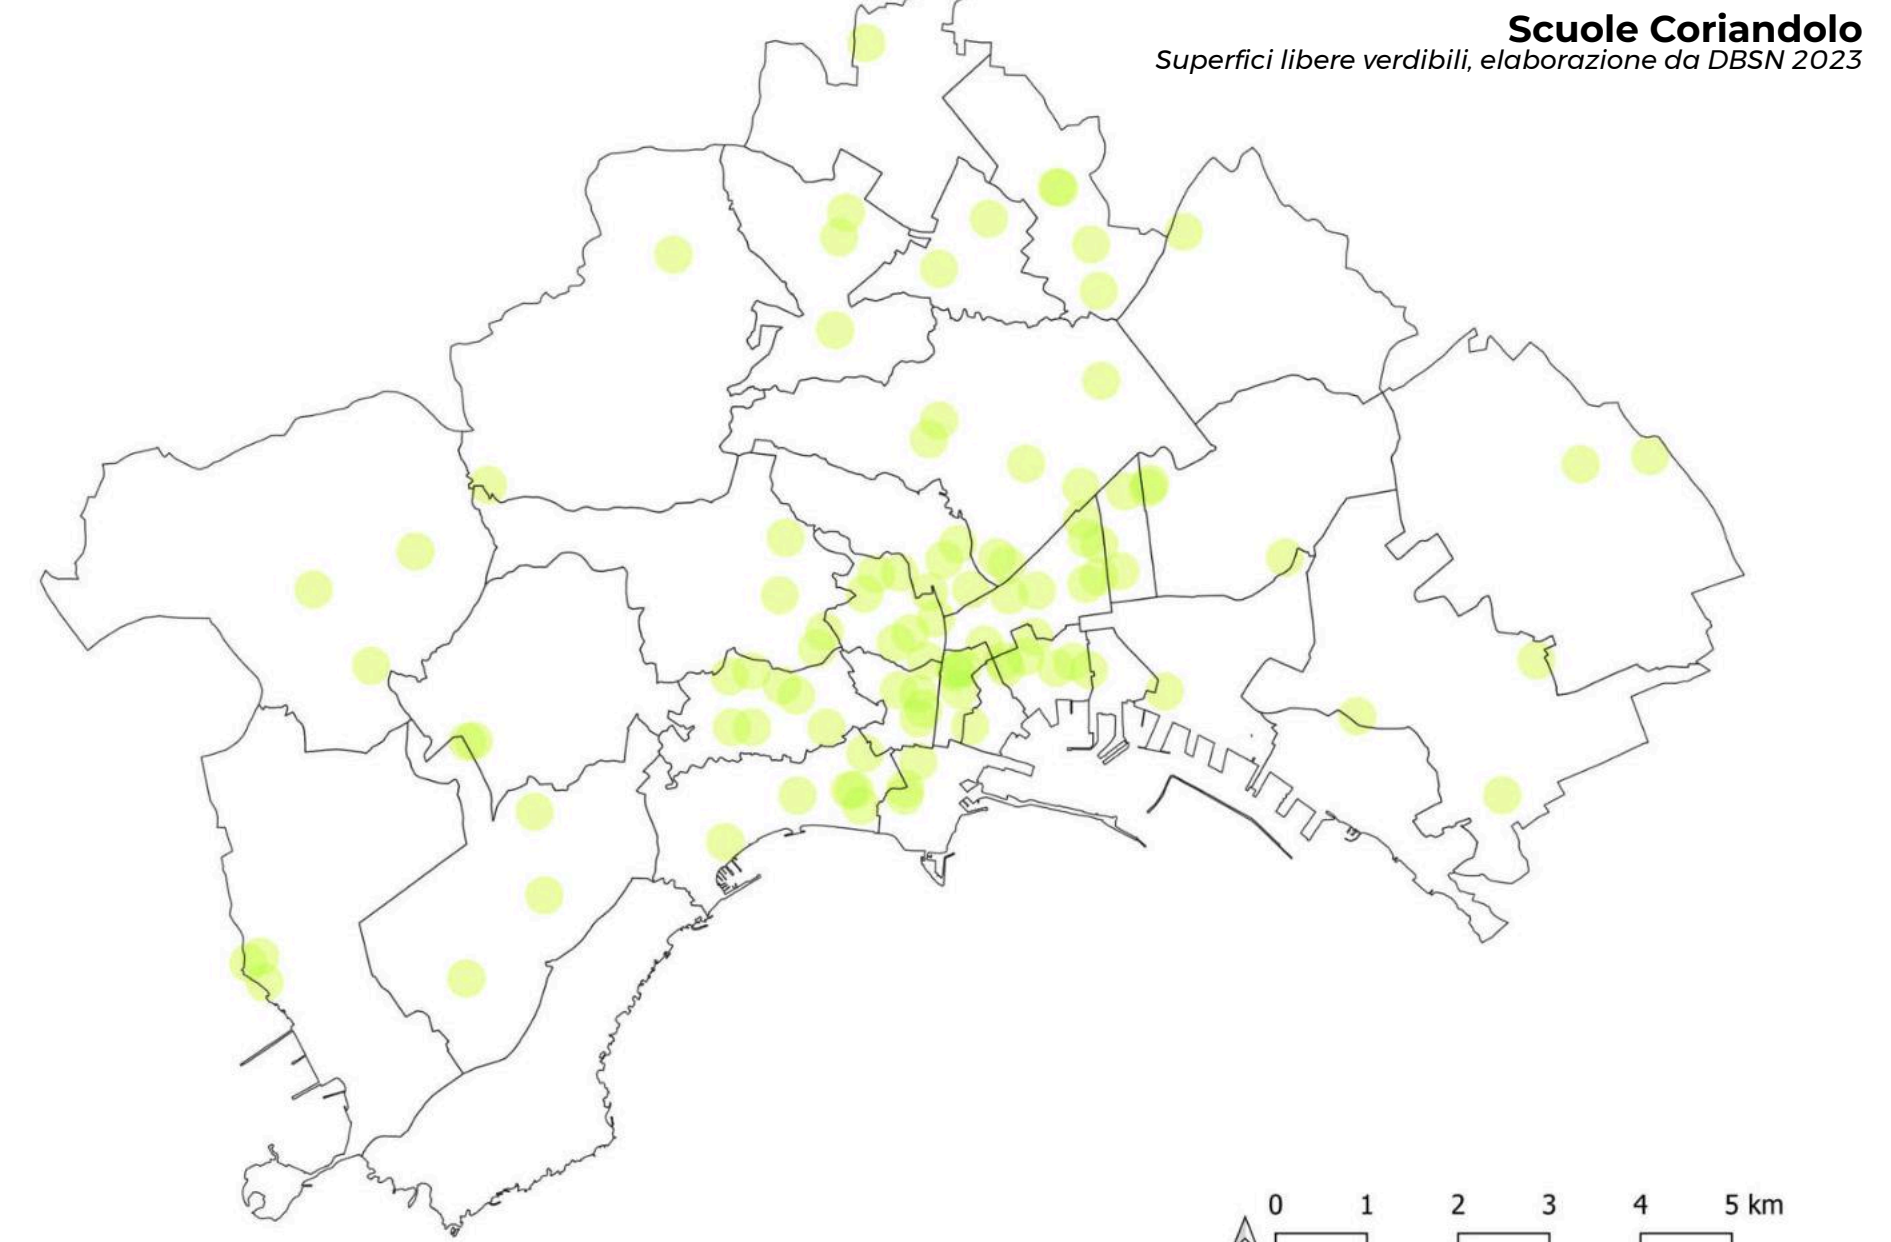 Scuole Coriandolo
Superfici libere verdibili, elaborazione da DBSN 2023
0 1 2 3 4 5 km